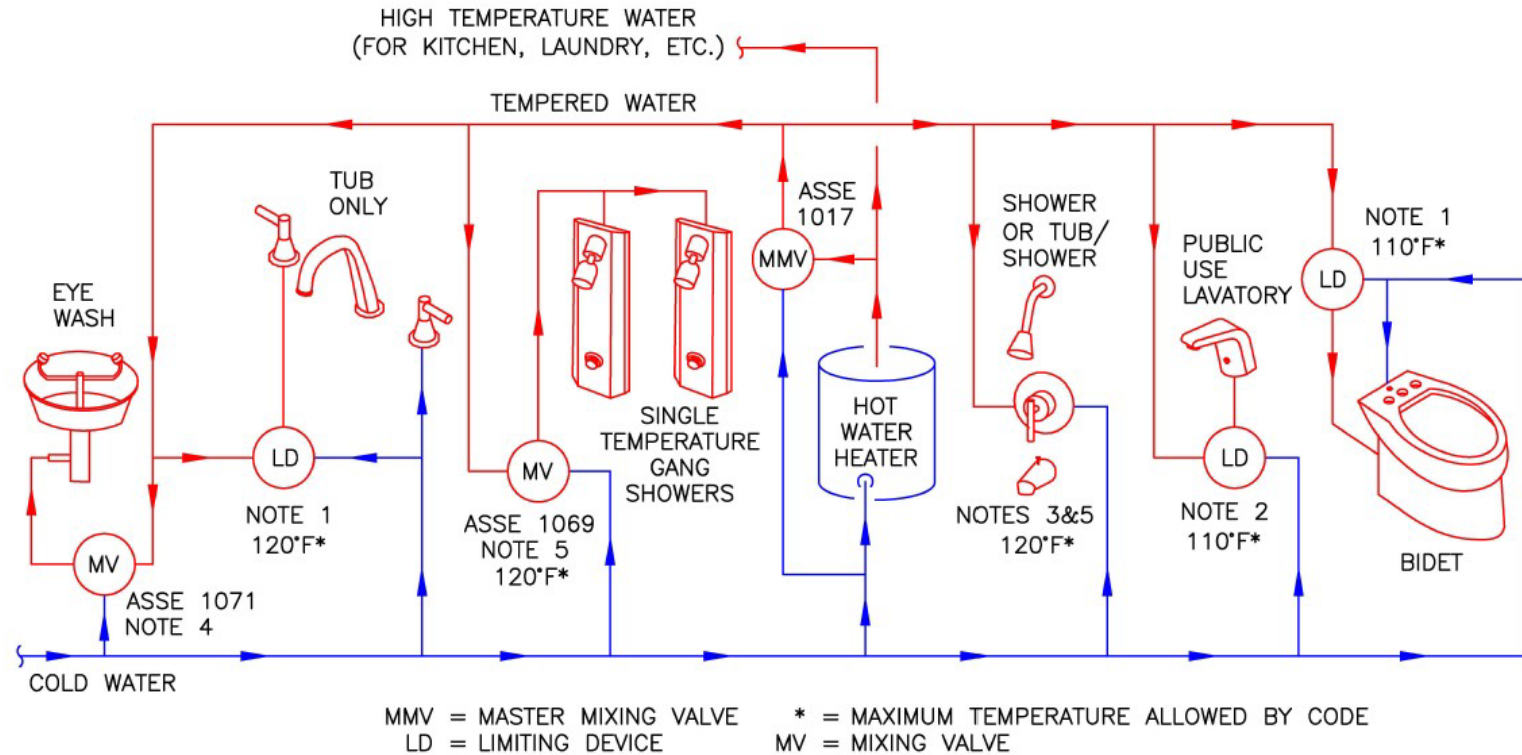 HIGH TEMPERATURE WATER
(FOR KITCHEN, LAUNDRY, ETC.)
TEMPERED WATER
TUB
ONLY
ASSE
1017
MMV
SHOWER
OR TUB/
SHOWER
NOTE 1
110°F*
LD
PUBLIC
USE
LAVATORY
EYE
WASH
LD
NOTE 1
120°F*
MV
ASSE 1069
NOTE 5
120°F*
SINGLE
TEMPERATURE
GANG
SHOWERS
HOT
WATER
HEATER
NOTES 3&5
120°F*
LD
NOTE 2
110°F*
BIDET
MV
ASSE 1071
NOTE 4
COLD WATER
MMV = MASTER MIXING VALVE
* = MAXIMUM TEMPERATURE ALLOWED BY CODE
LD = LIMITING DEVICE
MV = MIXING VALVE